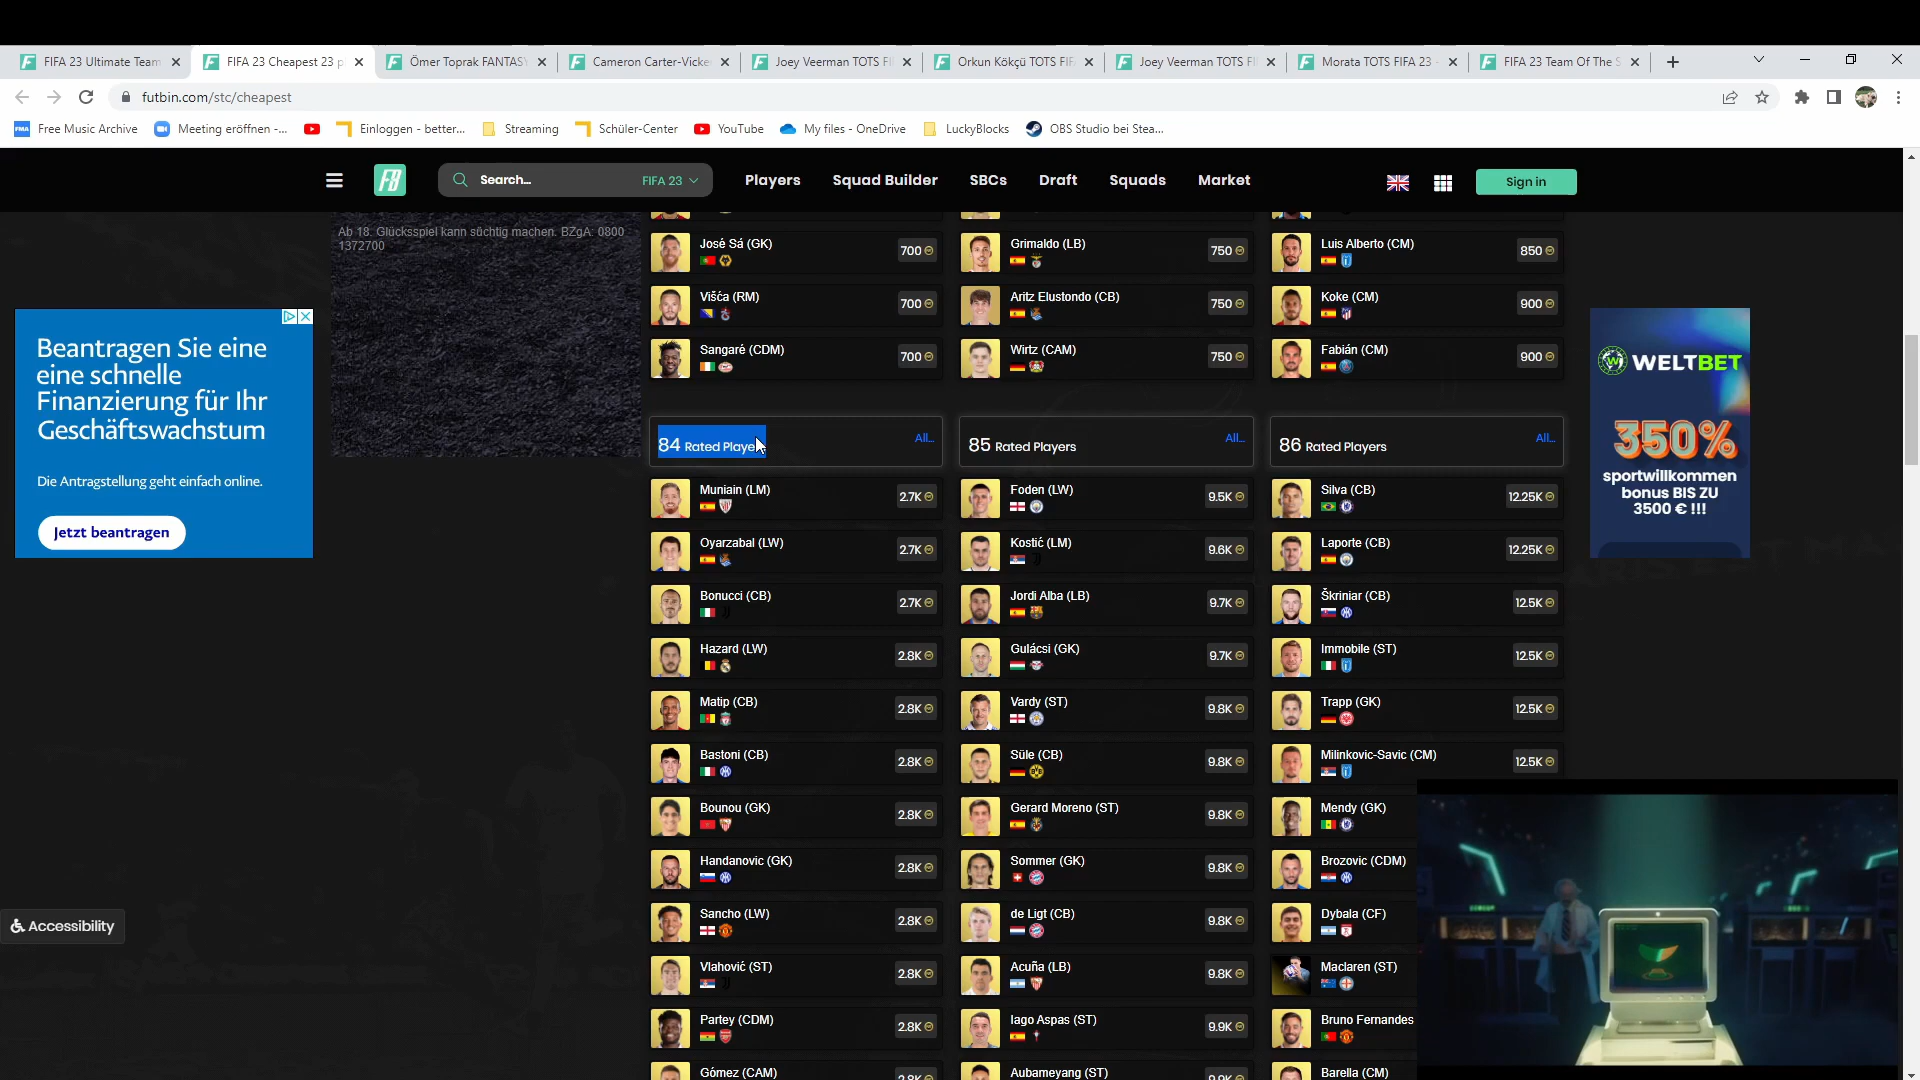 FIFA 23 Ultimate Team
FIFA 23 Cheapest 23 p
Ömer Toprak FANTASY
Cameron Carter-Vicke
Joey Veerman TOTS FI
Orkun Kökçü TOTS FIF
Joey Veerman TOTS FI
Morata TOTS FIFA 23 -
FIFA 23 Team Of The S
futbin.com/stc/cheapest
FMA Free Music Archive
Meeting eröffnen -...
Einloggen - better...
Streaming
Schüler-Center
YouTube
My files - OneDrive
LuckyBlocks
OBS Studio bei Stea...
FB
Search...
FIFA 23
Players
Squad Builder
SBCs
Draft
Squads
Market
Sign in
Ab 18. Glücksspiel kann süchtig machen. BZgA: 0800
1372700
José Sá (GK) 700
Višća (RM) 700
Sangaré (CDM) 700
Grimaldo (LB) 750
Aritz Elustondo (CB) 750
Wirtz (CAM) 750
Luis Alberto (CM) 850
Koke (CM) 900
Fabián (CM) 900
84 Rated Players All...
Muniain (LM) 2.7K
Oyarzabal (LW) 2.7K
Bonucci (CB) 2.7K
Hazard (LW) 2.8K
Matip (CB) 2.8K
Bastoni (CB) 2.8K
Bounou (GK) 2.8K
Handanovic (GK) 2.8K
Sancho (LW) 2.8K
Vlahović (ST) 2.8K
Partey (CDM) 2.8K
Gómez (CAM) 2.8K
85 Rated Players All...
Foden (LW) 9.5K
Kostić (LM) 9.6K
Jordi Alba (LB) 9.7K
Gulácsi (GK) 9.7K
Vardy (ST) 9.8K
Süle (CB) 9.8K
Gerard Moreno (ST) 9.8K
Sommer (GK) 9.8K
de Ligt (CB) 9.8K
Acuña (LB) 9.8K
Iago Aspas (ST) 9.9K
Aubameyang (ST) 9.9K
86 Rated Players All...
Silva (CB) 12.25K
Laporte (CB) 12.25K
Škriniar (CB) 12.5K
Immobile (ST) 12.5K
Trapp (GK) 12.5K
Milinkovic-Savic (CM) 12.5K
Mendy (GK)
Brozovic (CDM)
Dybala (CF)
Maclaren (ST)
Bruno Fernandes
Barella (CM)
Beantragen Sie eine
eine schnelle
Finanzierung für Ihr
Geschäftswachstum
Die Antragstellung geht einfach online.
Jetzt beantragen
W WELTBET
350%
sportwillkommen
bonus BIS ZU
3500 € !!!
Accessibility